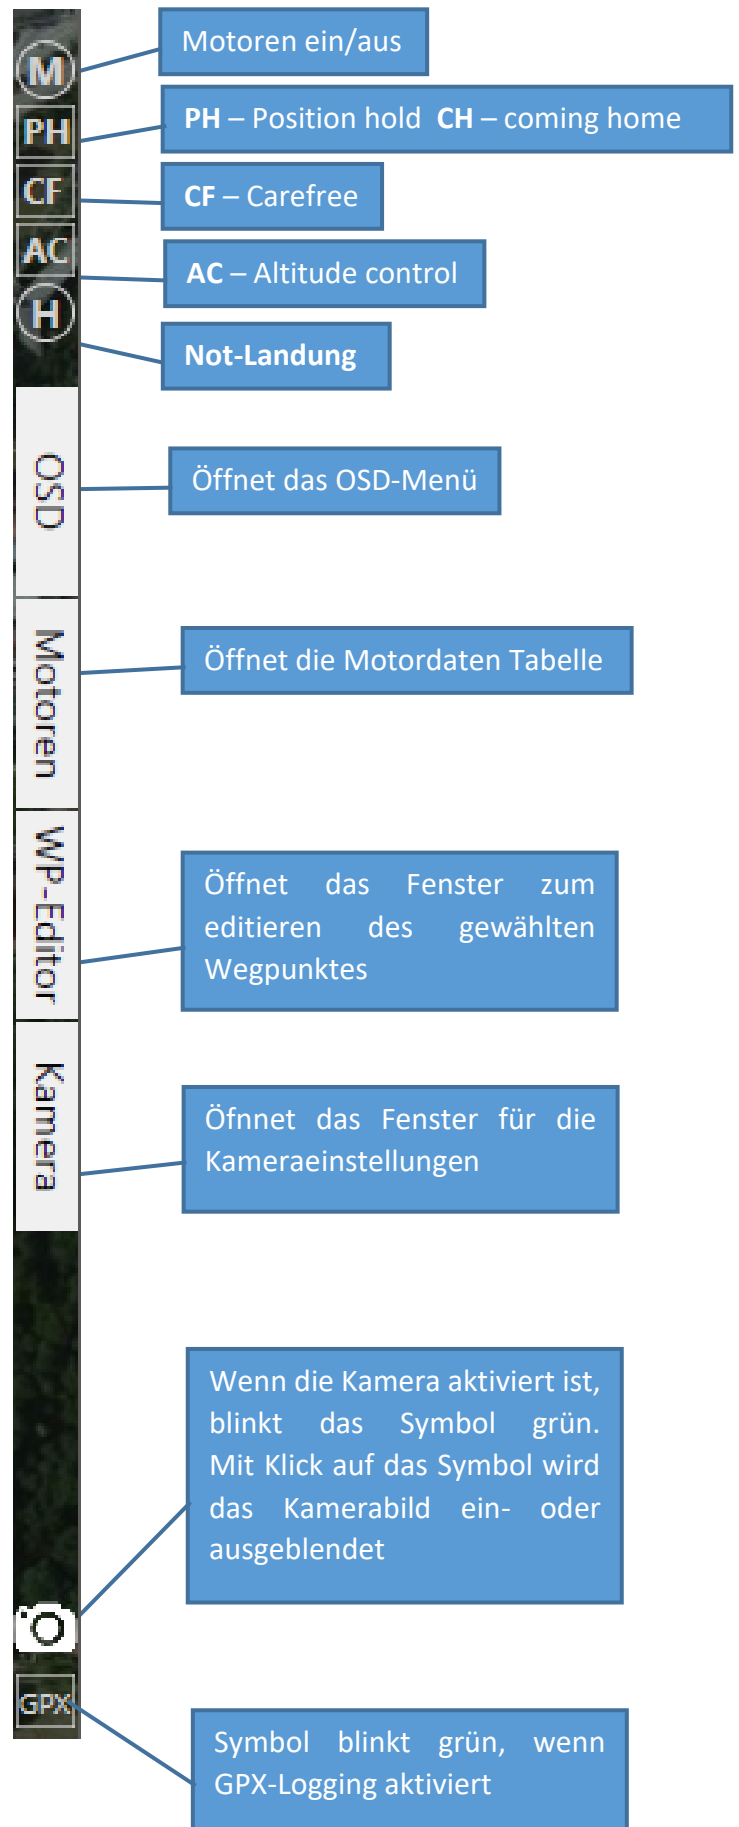 M
Motoren ein/aus
PH
PH – Position hold  CH – coming home
CF
CF – Carefree
AC
AC – Altitude control
H
Not-Landung
OSD
Öffnet das OSD-Menü
Motoren
Öffnet die Motordaten Tabelle
WP-Editor
Öffnet das Fenster zum
editieren des gewählten
Wegpunktes
Kamera
Öfnnet das Fenster für die
Kameraeinstellungen
Wenn die Kamera aktiviert ist,
blinkt das Symbol grün.
Mit Klick auf das Symbol wird
das Kamerabild ein- oder
ausgeblendet
GPX
Symbol blinkt grün, wenn
GPX-Logging aktiviert